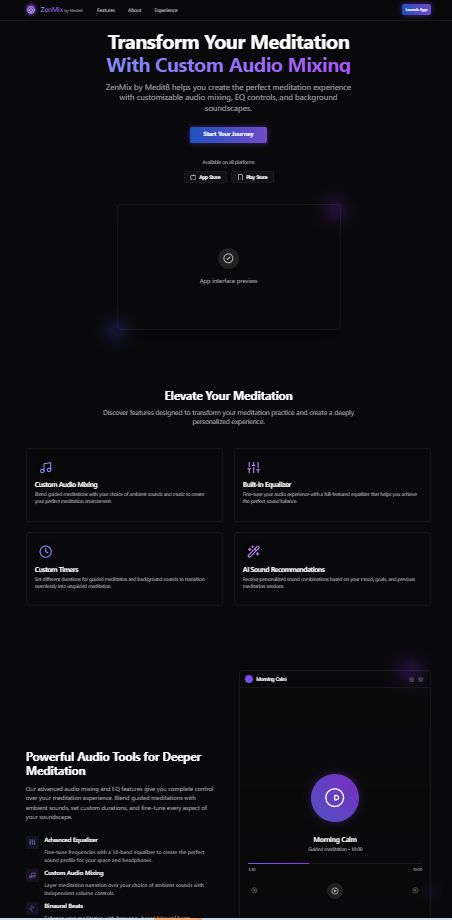 ZenMix by Medit8 Features About Experience Launch App
Transform Your Meditation
With Custom Audio Mixing
ZenMix by Medit8 helps you create the perfect meditation experience
with customizable audio mixing, EQ controls, and background
soundscapes.
Start Your Journey
Available on all platforms
App Store Play Store
App interface preview
Elevate Your Meditation
Discover features designed to transform your meditation practice and create a deeply
personalized experience.
Custom Audio Mixing
Blend guided meditations with your choice of ambient sounds and music to create
your perfect meditation environment.
Built-in Equalizer
Fine-tune your audio experience with a full-featured equalizer that helps you achieve
the perfect sound balance.
Custom Timers
Set different durations for guided meditation and background sounds to transition
seamlessly into unguided meditation.
AI Sound Recommendations
Receive personalized sound combinations based on your mood, goals, and previous
meditation sessions.
Powerful Audio Tools for Deeper
Meditation
Our advanced audio mixing and EQ features give you complete control
over your meditation experience. Blend guided meditations with
ambient sounds, set custom durations, and fine-tune every aspect of
your soundscape.
Advanced Equalizer
Fine-tune frequencies with a 10-band equalizer to create the perfect
sound profile for your space and headphones.
Custom Audio Mixing
Layer meditation narration over your choice of ambient sounds with
independent volume controls.
Binaural Beats
Morning Calm
Morning Calm
Guided meditation • 10:00
3:30 10:00